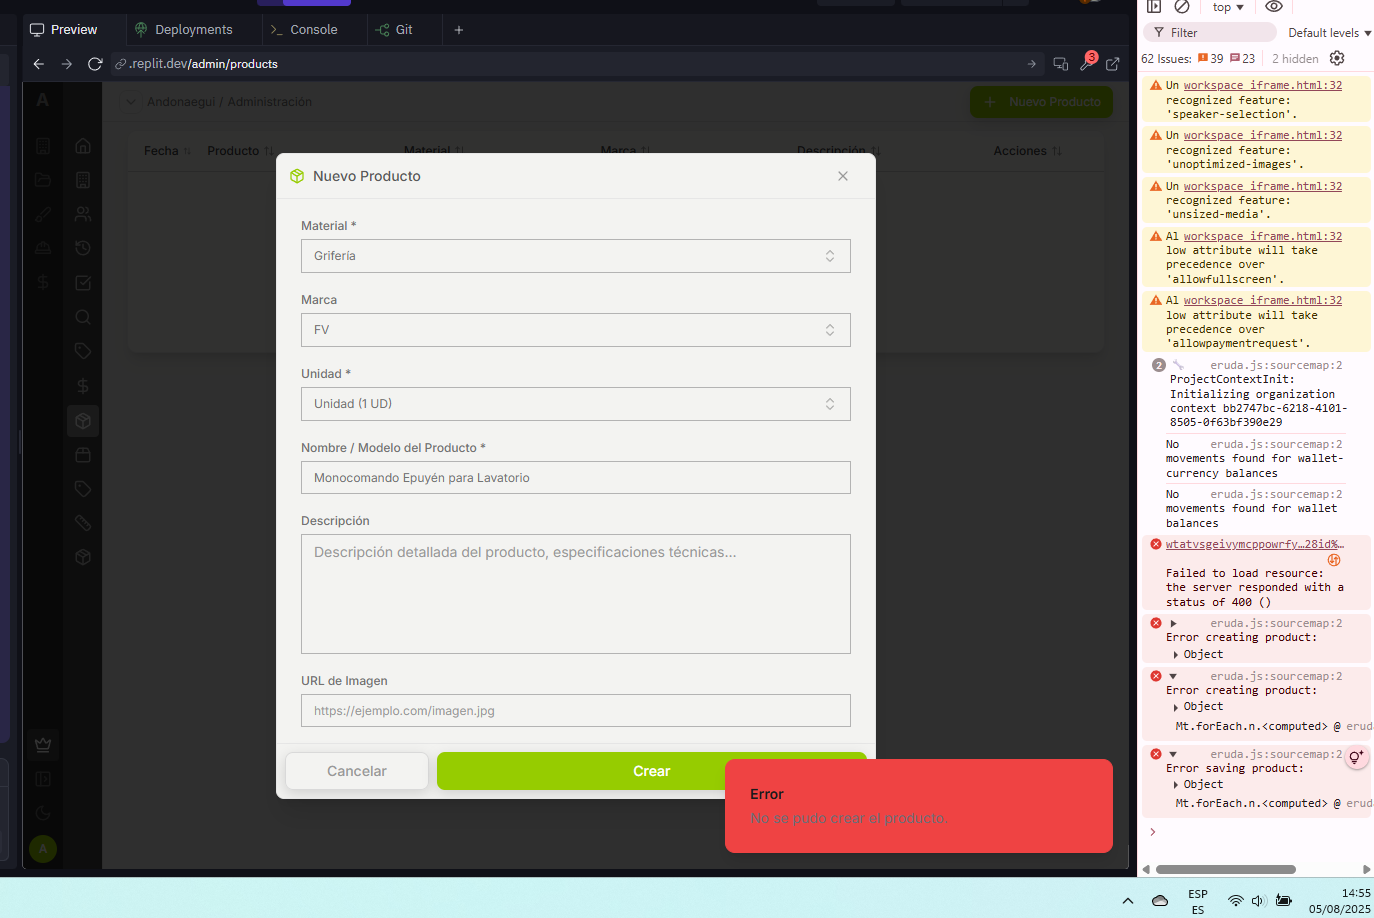 Preview
Deployments
Console
Git
.replit.dev/admin/products
3
A
Andonaegui / Administración
Nuevo Producto
Fecha
Producto
Material
Marca
Descripción
Acciones
Nuevo Producto
Material *
Grifería
Marca
FV
Unidad *
Unidad (1 UD)
Nombre / Modelo del Producto *
Monocomando Epuyén para Lavatorio
Descripción
Descripción detallada del producto, especificaciones técnicas...
URL de Imagen
https://ejemplo.com/imagen.jpg
Cancelar
Crear
Error
No se pudo crear el producto.
A
top
Filter
Default levels
62 Issues: 39 23 2 hidden
Un workspace_iframe.html:32
recognized feature:
'speaker-selection'.
Un workspace_iframe.html:32
recognized feature:
'unoptimized-images'.
Un workspace_iframe.html:32
recognized feature:
'unsized-media'.
Al workspace_iframe.html:32
low attribute will take
precedence over
'allowfullscreen'.
Al workspace_iframe.html:32
low attribute will take
precedence over
'allowpaymentrequest'.
2 eruda.js:sourcemap:2
ProjectContextInit:
Initializing organization
context bb2747bc-6218-4101-
8505-0f63bf390e29
No eruda.js:sourcemap:2
movements found for wallet-
currency balances
No eruda.js:sourcemap:2
movements found for wallet
balances
wtatvsgeivymcppowrfy…28id%…
Failed to load resource:
the server responded with a
status of 400 ()
eruda.js:sourcemap:2
Error creating product:
Object
eruda.js:sourcemap:2
Error creating product:
Object
Mt.forEach.n.<computed> @ erud
eruda.js:sourcemap:2
Error saving product:
Object
Mt.forEach.n.<computed> @ erud
ESP
ES
14:55
05/08/2025